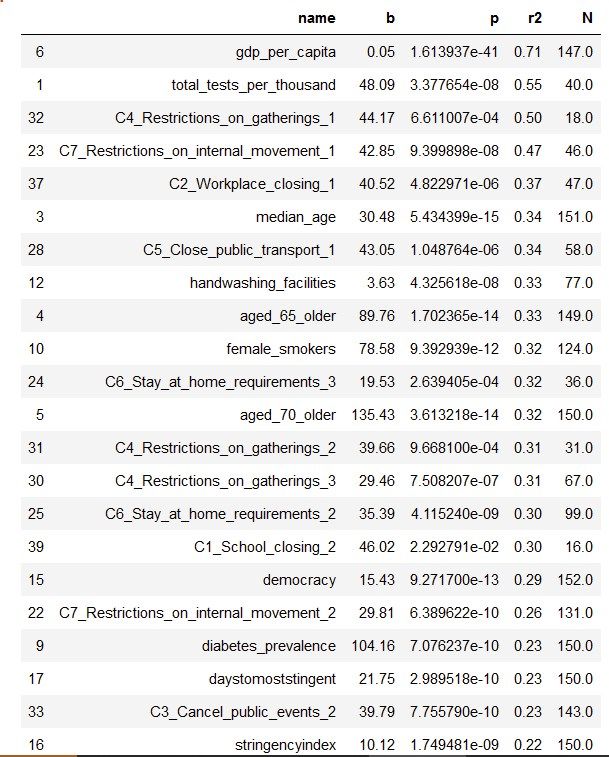 name b p r2 N
6 gdp_per_capita 0.05 1.613937e-41 0.71 147.0
1 total_tests_per_thousand 48.09 3.377654e-08 0.55 40.0
32 C4_Restrictions_on_gatherings_1 44.17 6.611007e-04 0.50 18.0
23 C7_Restrictions_on_internal_movement_1 42.85 9.399898e-08 0.47 46.0
37 C2_Workplace_closing_1 40.52 4.822971e-06 0.37 47.0
3 median_age 30.48 5.434399e-15 0.34 151.0
28 C5_Close_public_transport_1 43.05 1.048764e-06 0.34 58.0
12 handwashing_facilities 3.63 4.325618e-08 0.33 77.0
4 aged_65_older 89.76 1.702365e-14 0.33 149.0
10 female_smokers 78.58 9.392939e-12 0.32 124.0
24 C6_Stay_at_home_requirements_3 19.53 2.639405e-04 0.32 36.0
5 aged_70_older 135.43 3.613218e-14 0.32 150.0
31 C4_Restrictions_on_gatherings_2 39.66 9.668100e-04 0.31 31.0
30 C4_Restrictions_on_gatherings_3 29.46 7.508207e-07 0.31 67.0
25 C6_Stay_at_home_requirements_2 35.39 4.115240e-09 0.30 99.0
39 C1_School_closing_2 46.02 2.292791e-02 0.30 16.0
15 democracy 15.43 9.271700e-13 0.29 152.0
22 C7_Restrictions_on_internal_movement_2 29.81 6.389622e-10 0.26 131.0
9 diabetes_prevalence 104.16 7.076237e-10 0.23 150.0
17 daystomoststingent 21.75 2.989518e-10 0.23 150.0
33 C3_Cancel_public_events_2 39.79 7.755790e-10 0.23 143.0
16 stringencyindex 10.12 1.749481e-09 0.22 150.0